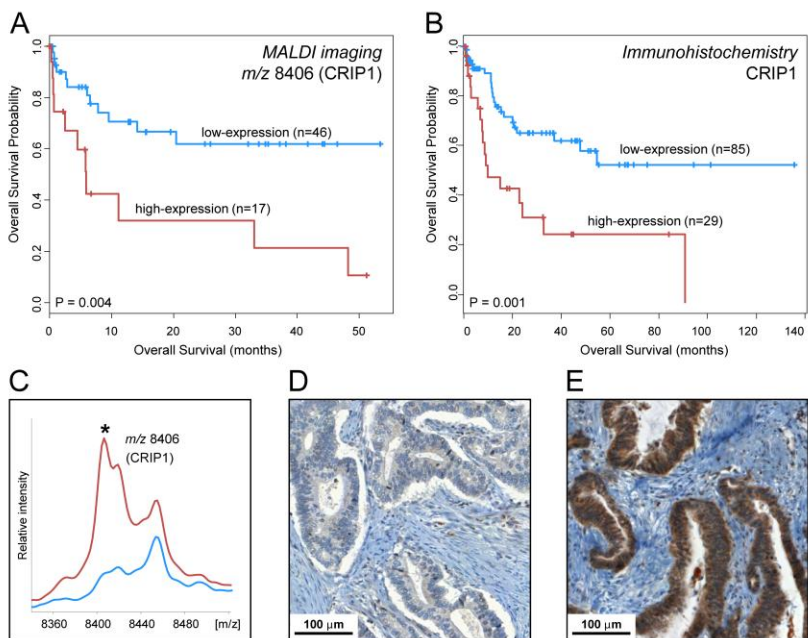 A
MALDI imaging
m/z 8406 (CRIP1)
Overall Survival Probability
1.0
0.8
0.6
0.4
0.2
0.0
low-expression (n=46)
high-expression (n=17)
P = 0.004
0 10 20 30 40 50
Overall Survival (months)
B
Immunohistochemistry
CRIP1
Overall Survival Probability
1.0
0.8
0.6
0.4
0.2
0.0
low-expression (n=85)
high-expression (n=29)
P = 0.001
0 20 40 60 80 100 120 140
Overall Survival (months)
C
*
m/z 8406
(CRIP1)
Relative intensity
8360 8400 8440 8480 [m/z]
D
100 μm
E
100 μm